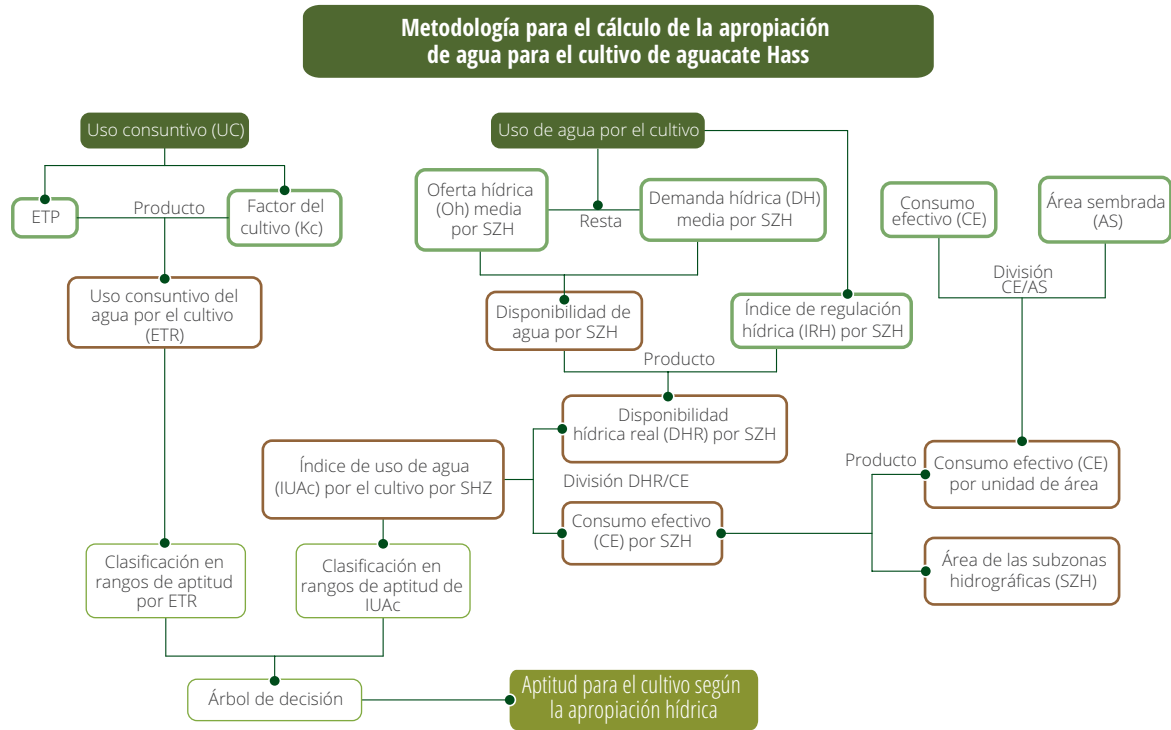 Metodología para el cálculo de la apropiación
de agua para el cultivo de aguacate Hass
Uso consuntivo (UC)
ETP
Producto
Factor del
cultivo (Kc)
Uso consuntivo del
agua por el cultivo
(ETR)
Uso de agua por el cultivo
Oferta hídrica
(Oh) media
por SZH
Resta
Demanda hídrica (DH)
media por SZH
Disponibilidad de
agua por SZH
Índice de regulación
hídrica (IRH) por SZH
Producto
Consumo
efectivo (CE)
Área sembrada
(AS)
División
CE/AS
Disponibilidad
hídrica real (DHR) por SZH
Índice de uso de agua
(IUAc) por el cultivo por SHZ
División DHR/CE
Consumo efectivo
(CE) por SZH
Producto
Consumo efectivo (CE)
por unidad de área
Área de las subzonas
hidrográficas (SZH)
Clasificación en
rangos de aptitud
por ETR
Clasificación en
rangos de aptitud de
IUAc
Árbol de decisión
Aptitud para el cultivo según
la apropiación hídrica